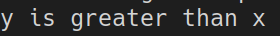 y is greater than x